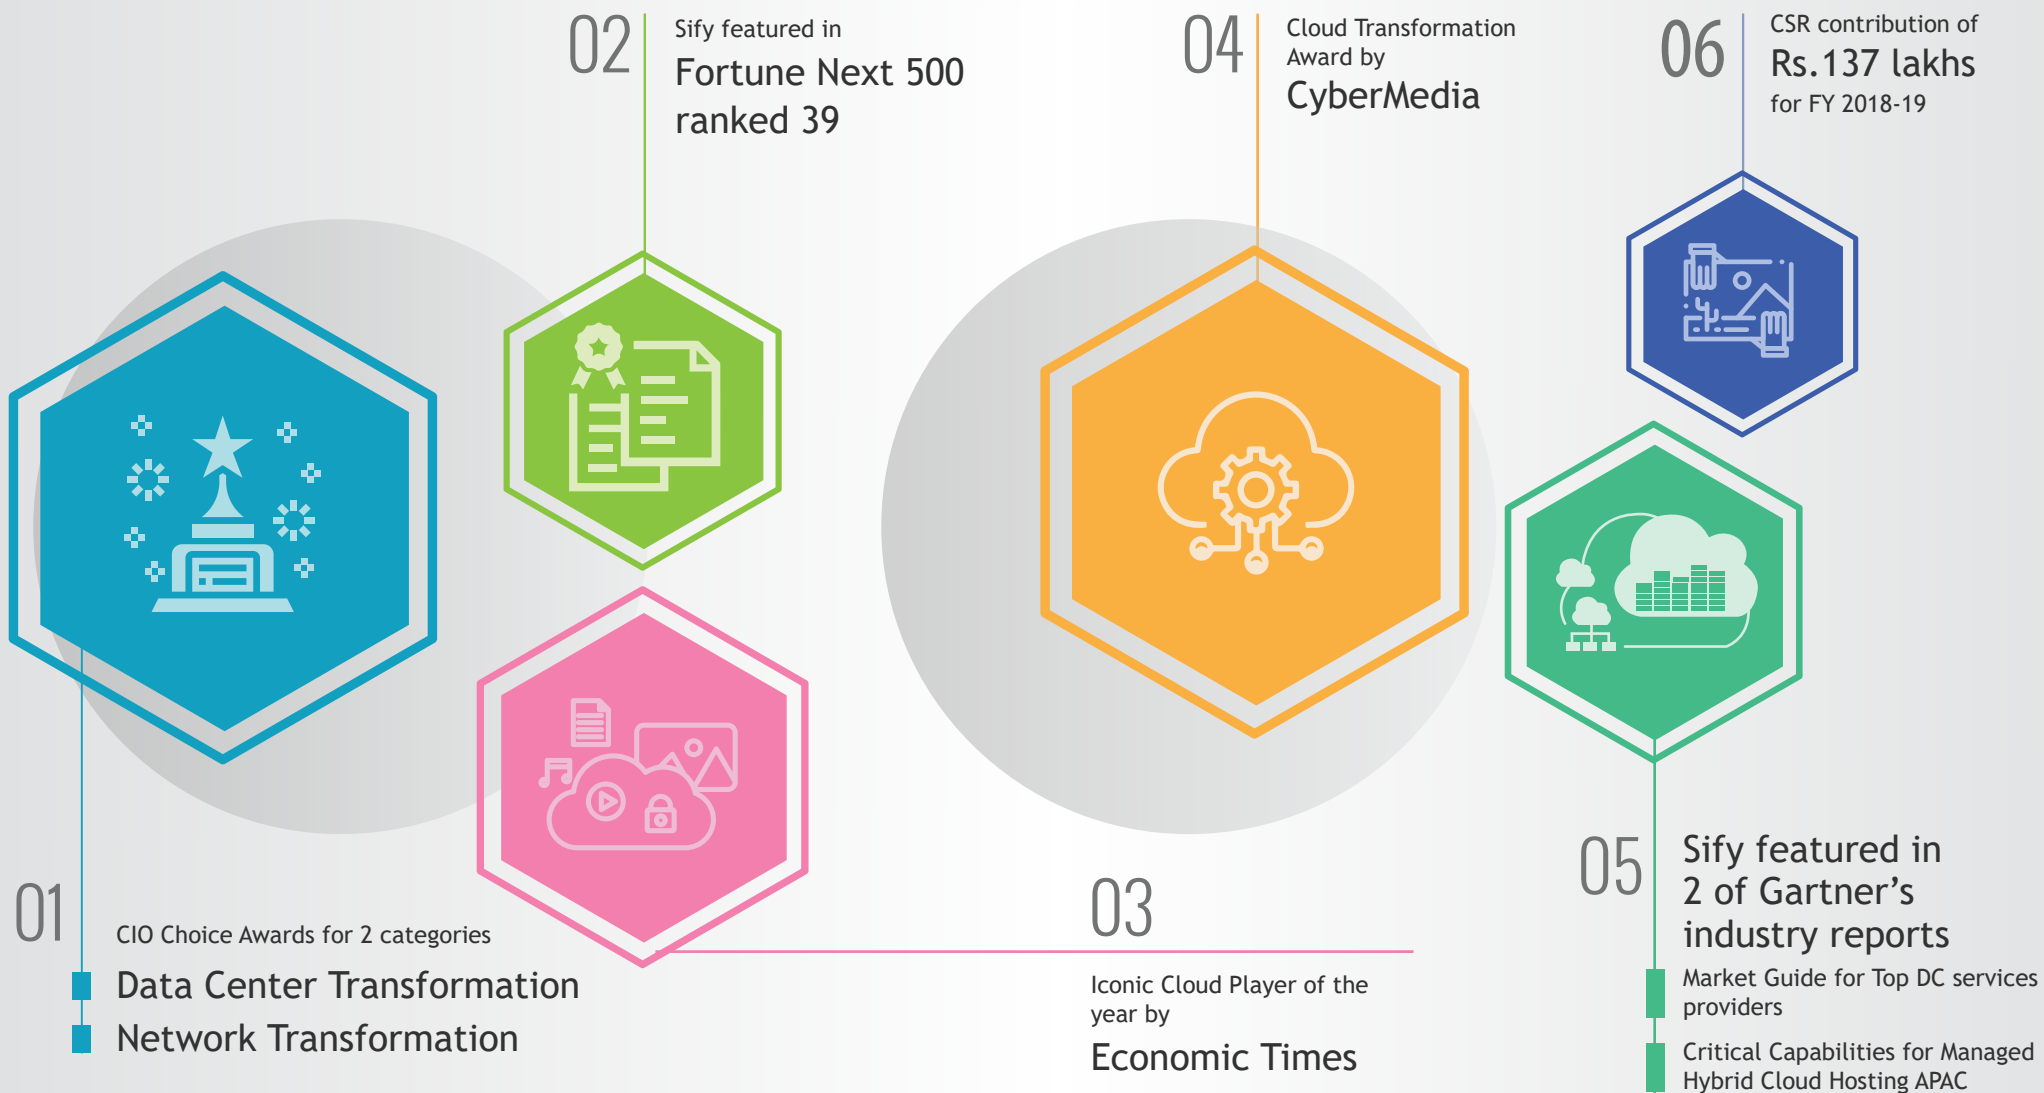 01
CIO Choice Awards for 2 categories
Data Center Transformation
Network Transformation
02
Sify featured in
Fortune Next 500
ranked 39
03
Iconic Cloud Player of the
year by
Economic Times
04
Cloud Transformation
Award by
CyberMedia
05
Sify featured in
2 of Gartner’s
industry reports
Market Guide for Top DC services
providers
Critical Capabilities for Managed
Hybrid Cloud Hosting APAC
06
CSR contribution of
Rs.137 lakhs
for FY 2018-19